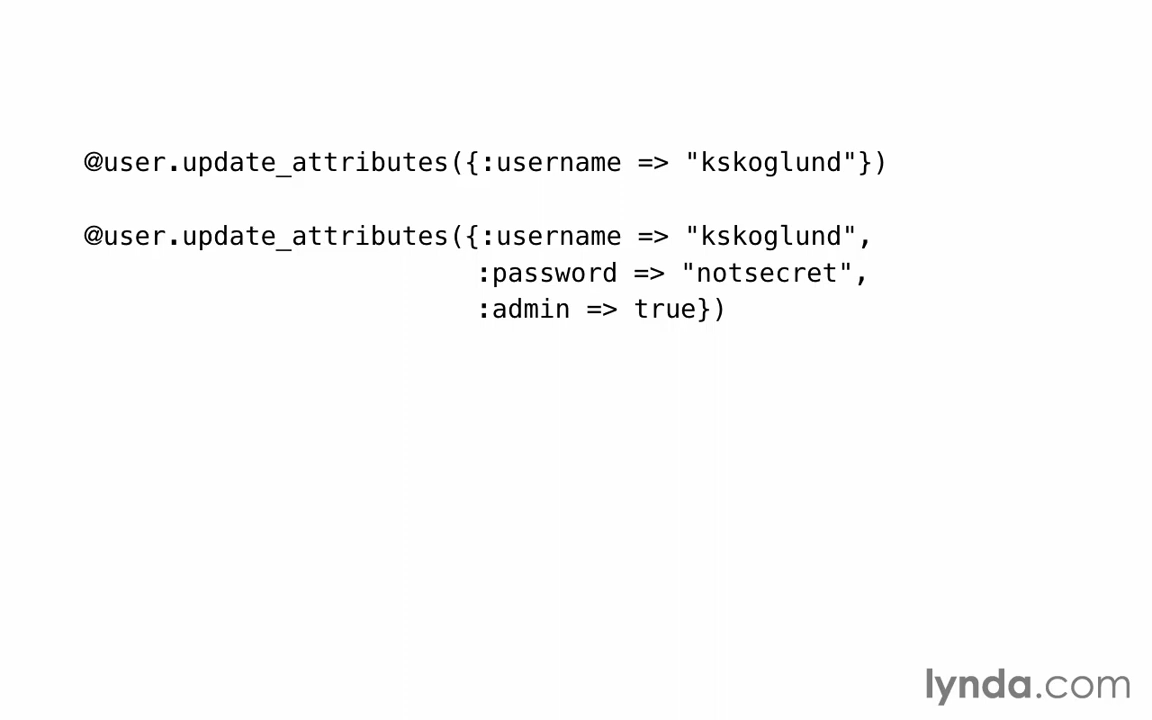 @user.update_attributes({:username => "kskoglund"})
@user.update_attributes({:username => "kskoglund",
:password => "notsecret",
:admin => true})
lynda.com